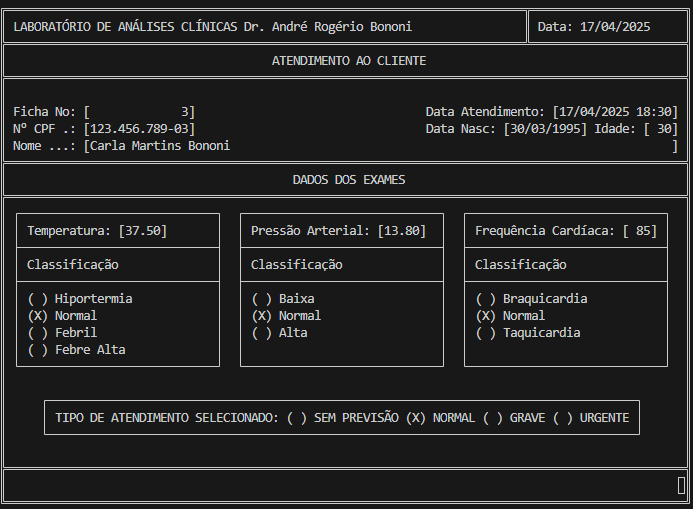 LABORATÓRIO DE ANÁLISES CLÍNICAS Dr. André Rogério Bononi Data: 17/04/2025
ATENDIMENTO AO CLIENTE
Ficha No: [ 3] Data Atendimento: [17/04/2025 18:30]
Nº CPF .: [123.456.789-03] Data Nasc: [30/03/1995] Idade: [ 30]
Nome ...: [Carla Martins Bononi ]
DADOS DOS EXAMES
Temperatura: [37.50] Pressão Arterial: [13.80] Frequência Cardíaca: [ 85]
Classificação Classificação Classificação
( ) Hiportermia ( ) Baixa ( ) Braquicardia
(X) Normal (X) Normal (X) Normal
( ) Febril ( ) Alta ( ) Taquicardia
( ) Febre Alta
TIPO DE ATENDIMENTO SELECIONADO: ( ) SEM PREVISÃO (X) NORMAL ( ) GRAVE ( ) URGENTE